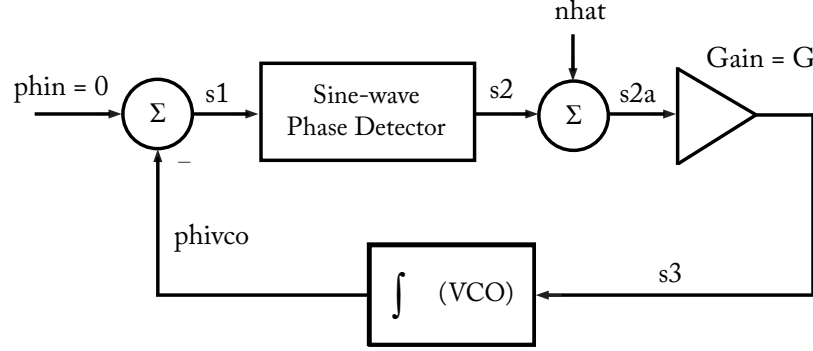 nhat
Gain = G
phin = 0
Σ
s1
Sine-wave
Phase Detector
s2
Σ
s2a
–
phivco
∫ (VCO)
s3